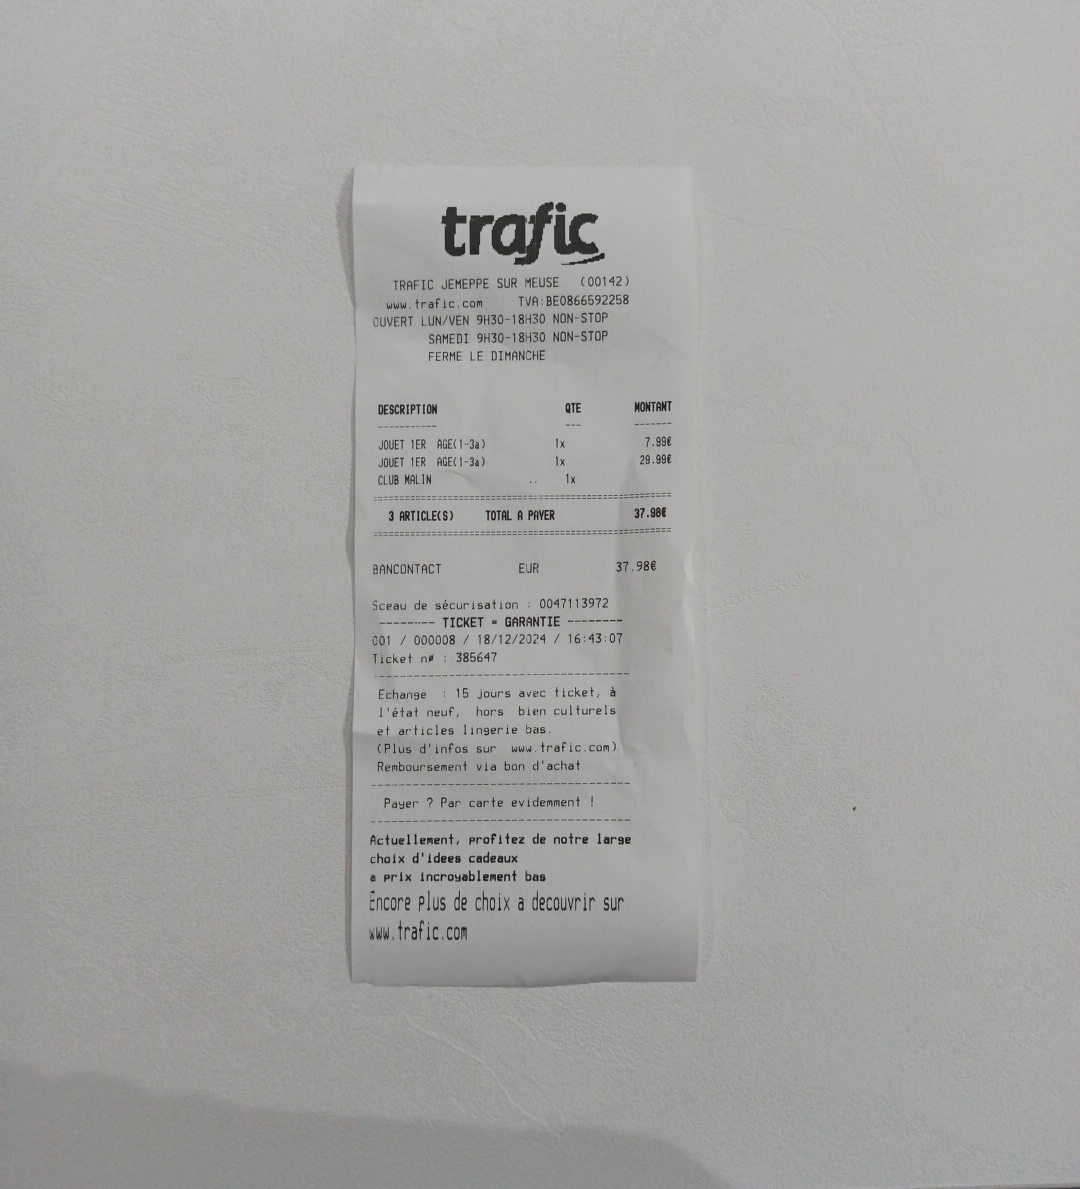 trafic
TRAFIC JEMEPPE SUR MEUSE (00142)
www.trafic.com TVA:BE0866592258
OUVERT LUN/VEN 9H30-18H30 NON-STOP
SAMEDI 9H30-18H30 NON-STOP
FERME LE DIMANCHE
DESCRIPTION QTE MONTANT
----------- --- -------
JOUET 1ER AGE(1-3a) 1x 7.99€
JOUET 1ER AGE(1-3a) 1x 29.99€
CLUB MALIN .. 1x
3 ARTICLE(S) TOTAL A PAYER 37.98€
BANCONTACT EUR 37.98€
Sceau de sécurisation : 0047113972
-------- TICKET = GARANTIE --------
001 / 000008 / 18/12/2024 / 16:43:07
Ticket nø : 385647
Echange : 15 jours avec ticket, à
l'état neuf, hors bien culturels
et articles lingerie bas.
(Plus d'infos sur www.trafic.com)
Remboursement via bon d'achat
Payer ? Par carte evidemment !
Actuellement, profitez de notre large
choix d'idees cadeaux
a prix incroyablement bas
Encore plus de choix a decouvrir sur
www.trafic.com